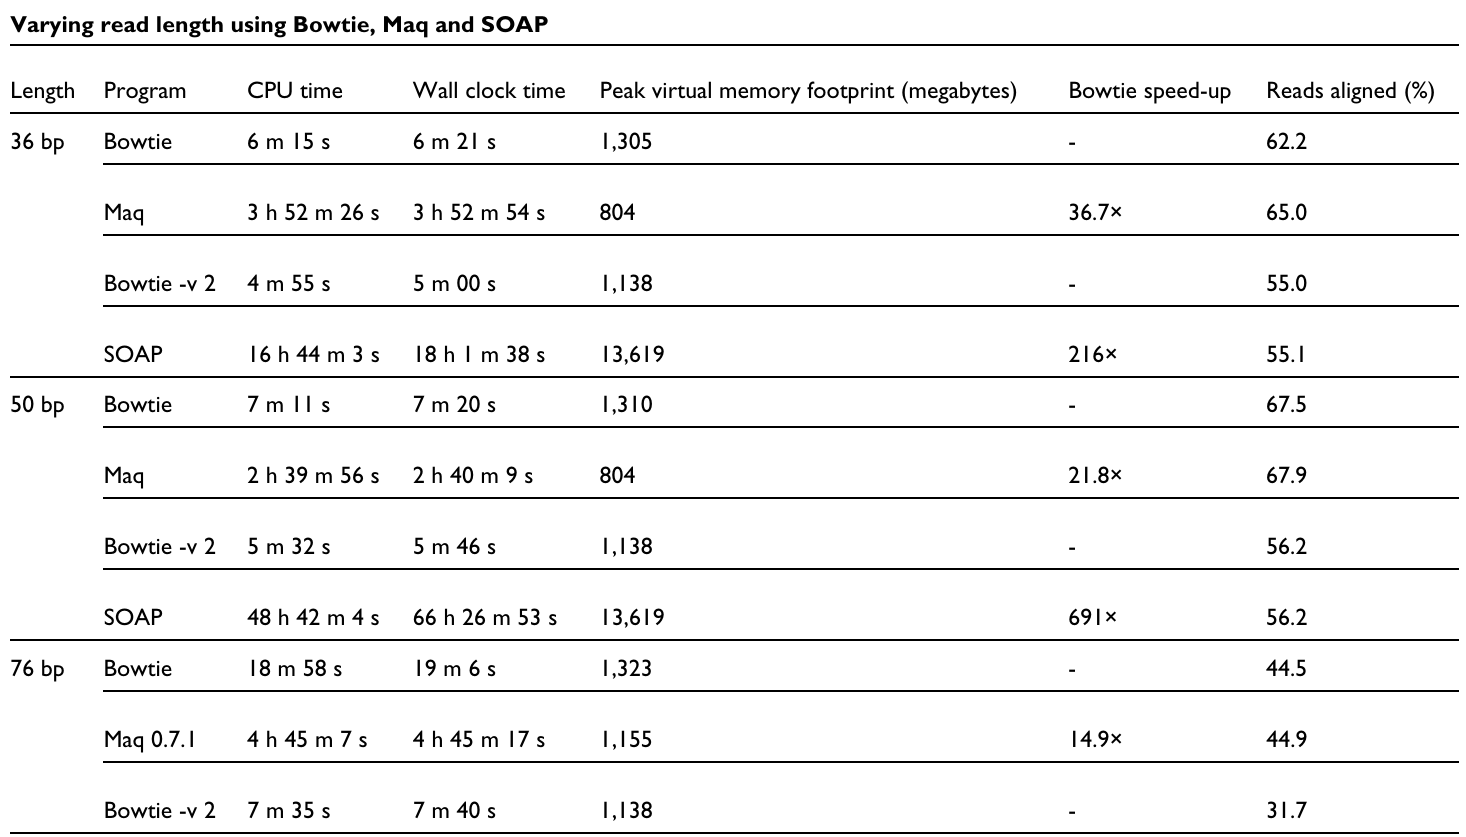 Varying read length using Bowtie, Maq and SOAP
Length Program CPU time Wall clock time Peak virtual memory footprint (megabytes) Bowtie speed-up Reads aligned (%)
36 bp Bowtie 6 m 15 s 6 m 21 s 1,305 - 62.2
Maq 3 h 52 m 26 s 3 h 52 m 54 s 804 36.7× 65.0
Bowtie -v 2 4 m 55 s 5 m 00 s 1,138 - 55.0
SOAP 16 h 44 m 3 s 18 h 1 m 38 s 13,619 216× 55.1
50 bp Bowtie 7 m 11 s 7 m 20 s 1,310 - 67.5
Maq 2 h 39 m 56 s 2 h 40 m 9 s 804 21.8× 67.9
Bowtie -v 2 5 m 32 s 5 m 46 s 1,138 - 56.2
SOAP 48 h 42 m 4 s 66 h 26 m 53 s 13,619 691× 56.2
76 bp Bowtie 18 m 58 s 19 m 6 s 1,323 - 44.5
Maq 0.7.1 4 h 45 m 7 s 4 h 45 m 17 s 1,155 14.9× 44.9
Bowtie -v 2 7 m 35 s 7 m 40 s 1,138 - 31.7